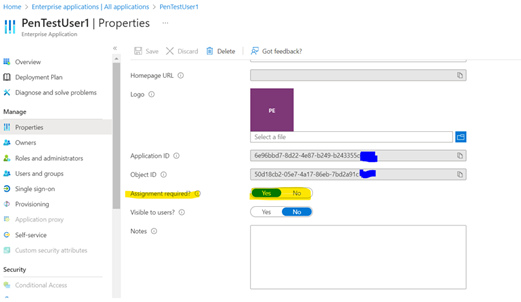 Home > Enterprise applications | All applications > PenTestUser1
PenTestUser1 | Properties ...
Enterprise Application
Overview
Deployment Plan
Diagnose and solve problems
Manage
Properties
Owners
Roles and administrators
Users and groups
Single sign-on
Provisioning
Application proxy
Self-service
Custom security attributes
Security
Conditional Access
Save Discard Delete Got feedback?
Homepage URL
Logo
PE
Select a file
Application ID 6e96bbd7-8d22-4e87-b249-b243355c
Object ID 50d18cb2-05e7-4a17-86eb-7bd2a91c
Assignment required? Yes No
Visible to users? Yes No
Notes